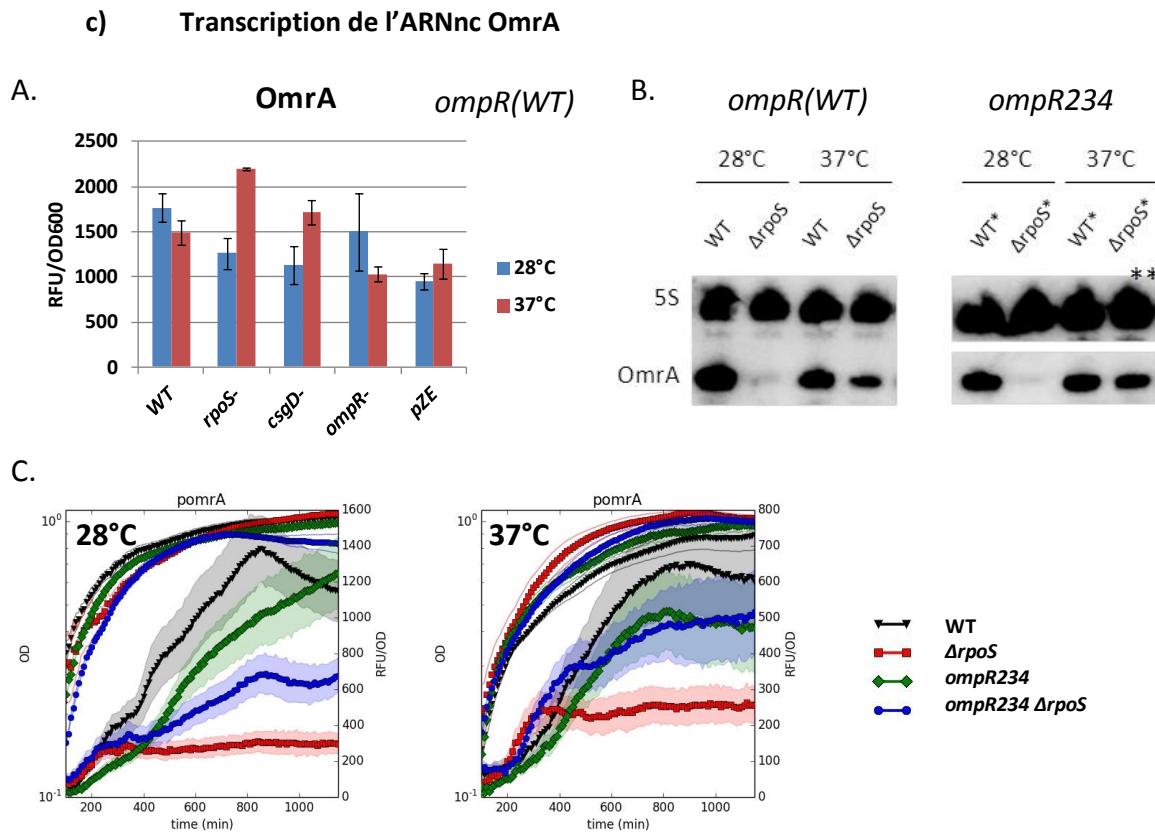 c) Transcription de l'ARNnc OmrA
A.
OmrA
ompR(WT)
RFU/OD600
2500
2000
1500
1000
500
0
WT
rpoS-
csgD-
ompR-
pZE
28°C
37°C
B.
ompR(WT)
ompR234
28°C 37°C 28°C 37°C
WT ΔrpoS WT ΔrpoS WT* ΔrpoS* WT* ΔrpoS*
**
5S
OmrA
C.
pomrA
28°C
OD
10⁰
10⁻¹
200 400 600 800 1000
time (min)
1600
1400
1200
1000
800
600
400
200
0
RFU/OD
pomrA
37°C
OD
10⁰
10⁻¹
200 400 600 800 1000
time (min)
800
700
600
500
400
300
200
100
0
RFU/OD
WT
ΔrpoS
ompR234
ompR234 ΔrpoS